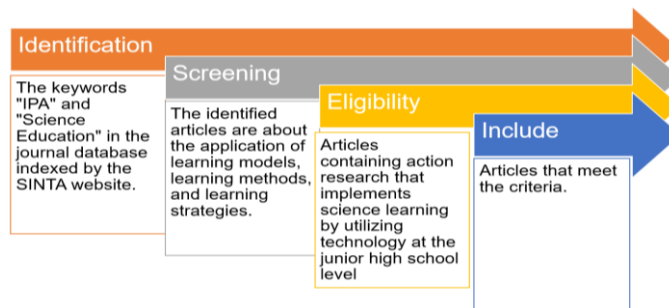 Identification
The keywords
"IPA" and
"Science
Education" in the
journal database
indexed by the
SINTA website.
Screening
The identified
articles are about
the application of
learning models,
learning methods,
and learning
strategies.
Eligibility
Articles
containing action
research that
implements
science learning
by utilizing
technology at the
junior high school
level
Include
Articles that meet
the criteria.